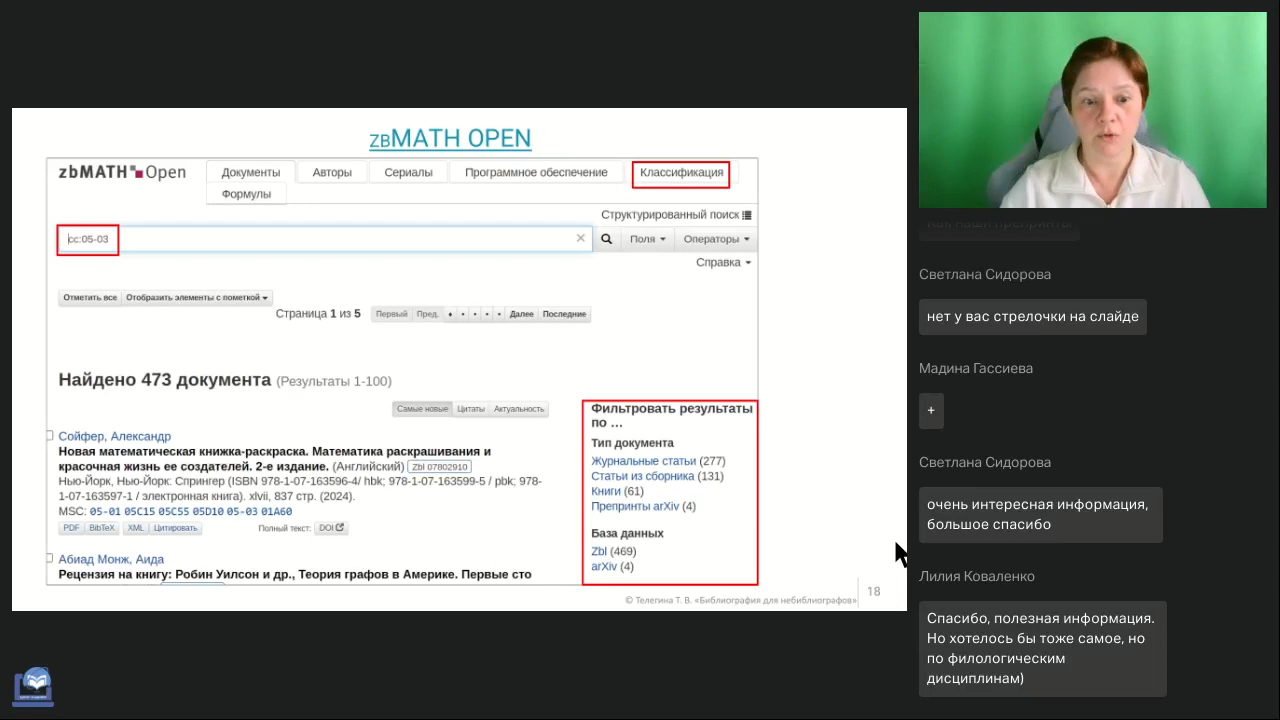 ZBMATH OPEN
zbMATH Open
Документы
Авторы
Сериалы
Программное обеспечение
Классификация
Формулы
Структурированный поиск
cc:05-03
Поля
Операторы
Справка
Отметить все
Отобразить элементы с пометкой
Страница 1 из 5
Первый
Пред.
Далее
Последние
Найдено 473 документа (Результаты 1-100)
Самые новые
Цитаты
Актуальность
Сойфер, Александр
Новая математическая книжка-раскраска. Математика раскрашивания и
красочная жизнь ее создателей. 2-е издание. (Английский) Zbl 07802910
Нью-Йорк, Нью-Йорк: Спрингер (ISBN 978-1-07-163596-4/ hbk; 978-1-07-163599-5 / pbk; 978-
1-07-163597-1 / электронная книга). xlvii, 837 стр. (2024).
MSC: 05-01 05C15 05C55 05D10 05-03 01A60
PDF
BibTeX
XML
Цитировать
Полный текст:
DOI
Абиад Монж, Аида
Рецензия на книгу: Робин Уилсон и др., Теория графов в Америке. Первые сто
Фильтровать результаты
по ...
Тип документа
Журнальные статьи (277)
Статьи из сборника (131)
Книги (61)
Препринты arXiv (4)
База данных
Zbl (469)
arXiv (4)
© Телегина Т. В. «Библиография для небиблиографов»
18
Светлана Сидорова
нет у вас стрелочки на слайде
Мадина Гассиева
+
Светлана Сидорова
очень интересная информация,
большое спасибо
Лилия Коваленко
Спасибо, полезная информация.
Но хотелось бы тоже самое, но
по филологическим
дисциплинам)